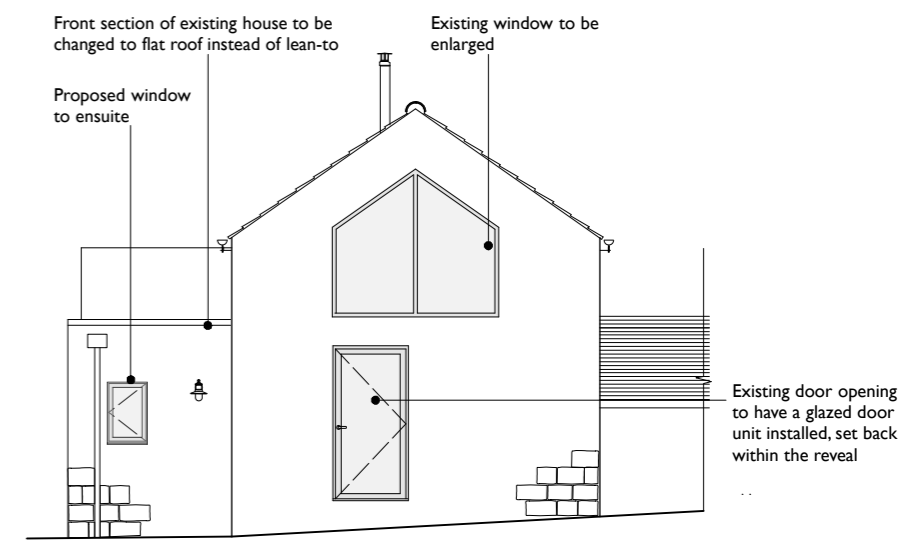 Front section of existing house to be
changed to flat roof instead of lean-to
Existing window to be
enlarged
Proposed window
to ensuite
Existing door opening
to have a glazed door
unit installed, set back
within the reveal